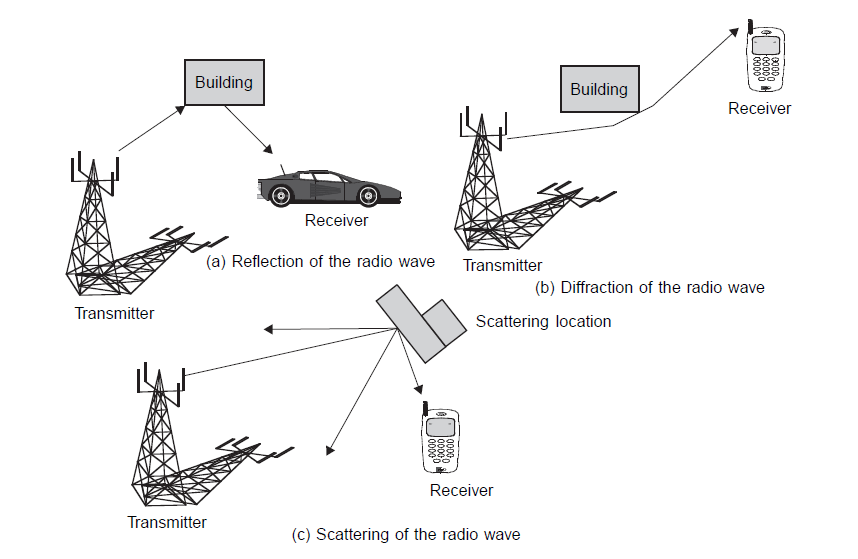 Building
Receiver
(a) Reflection of the radio wave
Transmitter
Building
Receiver
Transmitter
(b) Diffraction of the radio wave
Scattering location
Receiver
Transmitter
(c) Scattering of the radio wave